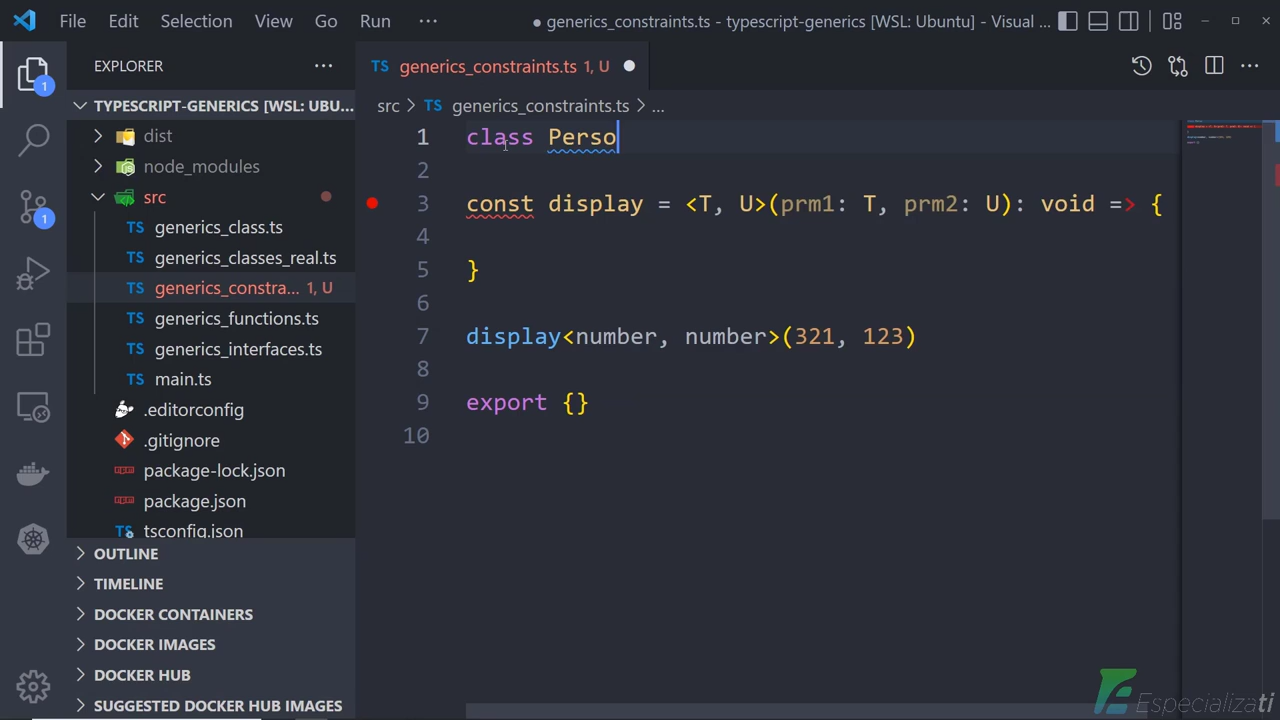 File Edit Selection View Go Run ··· ● generics_constraints.ts - typescript-generics [WSL: Ubuntu] - Visual ...
EXPLORER ···
TYPESCRIPT-GENERICS [WSL: UBU...
dist
node_modules
src
generics_class.ts
generics_classes_real.ts
generics_constra... 1, U
generics_functions.ts
generics_interfaces.ts
main.ts
.editorconfig
.gitignore
package-lock.json
package.json
tsconfig.json
OUTLINE
TIMELINE
DOCKER CONTAINERS
DOCKER IMAGES
DOCKER HUB
SUGGESTED DOCKER HUB IMAGES
1
1
TS generics_constraints.ts 1, U
src > TS generics_constraints.ts > ...
1 class Perso
2
3 const display = <T, U>(prm1: T, prm2: U): void => {
4
5 }
6
7 display<number, number>(321, 123)
8
9 export {}
10
Especializati